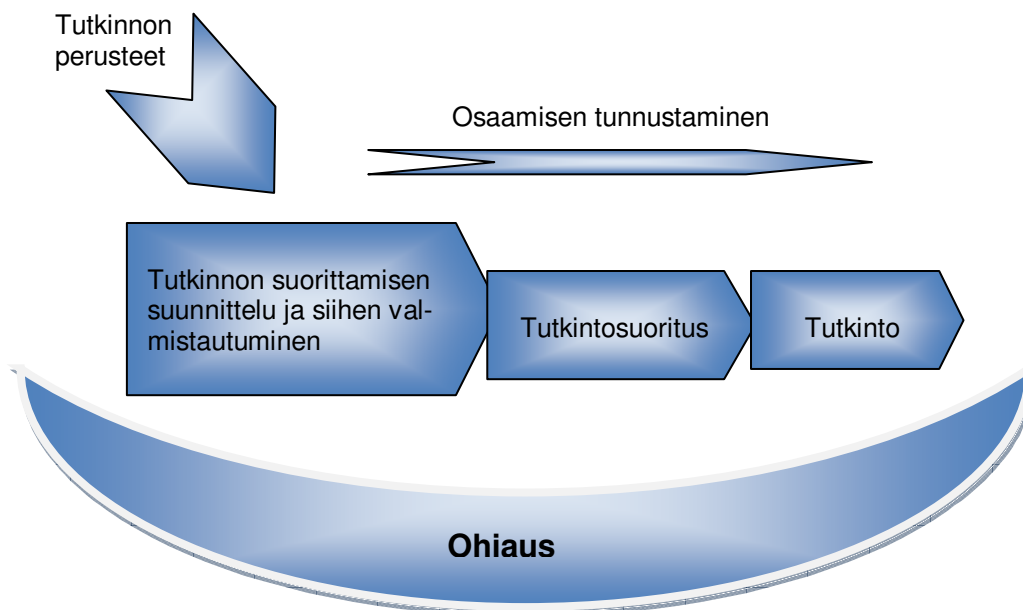 Tutkinnon
perusteet
Osaamisen tunnustaminen
Tutkinnon suorittamisen
suunnittelu ja siihen val-
mistautuminen
Tutkintosuoritus
Tutkinto
Ohiaus